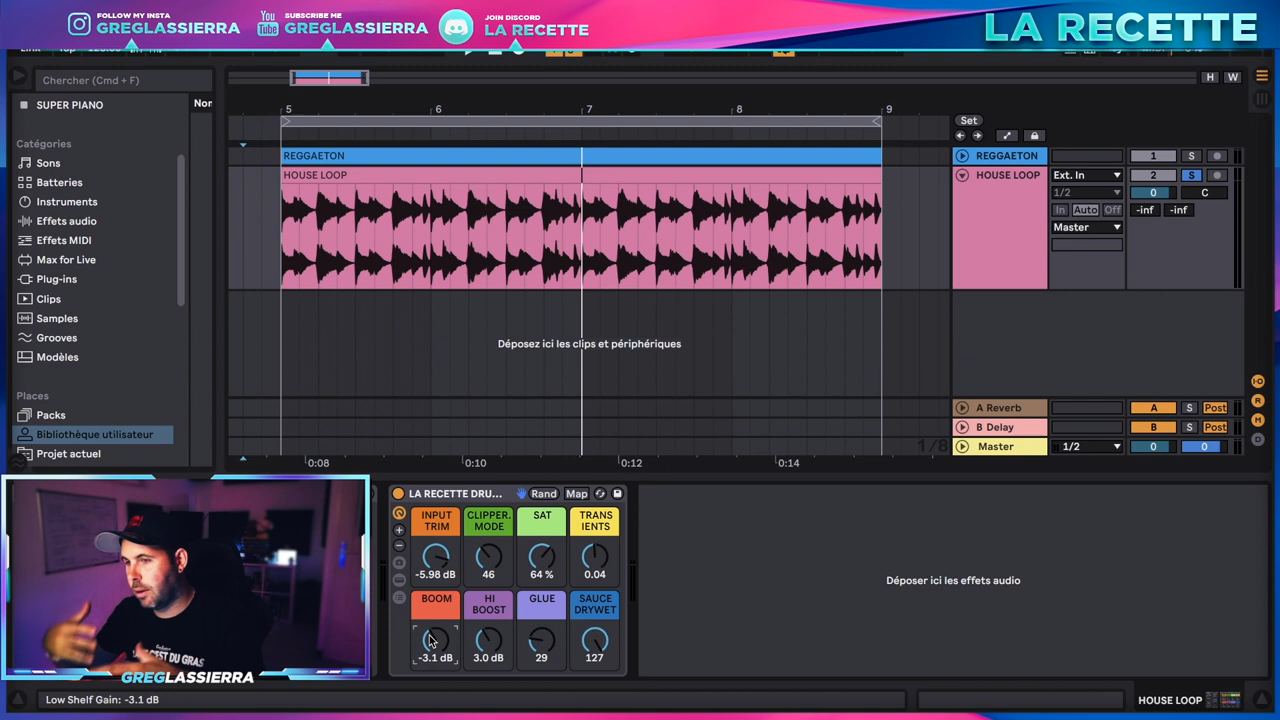 FOLLOW MY INSTA
GREGLASSIERRA
SUBSCRIBE ME
GREGLASSIERRA
JOIN DISCORD
LA RECETTE
LA RECETTE
Chercher (Cmd + F)
H W
SUPER PIANO
Catégories
Sons
Batteries
Instruments
Effets audio
Effets MIDI
Max for Live
Plug-ins
Clips
Samples
Grooves
Modèles
Places
Packs
Bibliothèque utilisateur
Projet actuel
5 6 7 8 9
Set
REGGAETON
REGGAETON 1 S
HOUSE LOOP
HOUSE LOOP Ext. In 2 S
1/2 0 C
In Auto Off -inf -inf
Master
Déposez ici les clips et périphériques
A Reverb A S Post
B Delay B S Post
1/8
Master 1/2 0 0
0:08 0:10 0:12 0:14
LA RECETTE DRU... Rand Map
INPUT TRIM CLIPPER. MODE SAT TRANS IENTS
-5.98 dB 46 64 % 0.04
BOOM HI BOOST GLUE SAUCE DRYWET
-3.1 dB 3.0 dB 29 127
Déposer ici les effets audio
GREGLASSIERRA
Low Shelf Gain: -3.1 dB
HOUSE LOOP